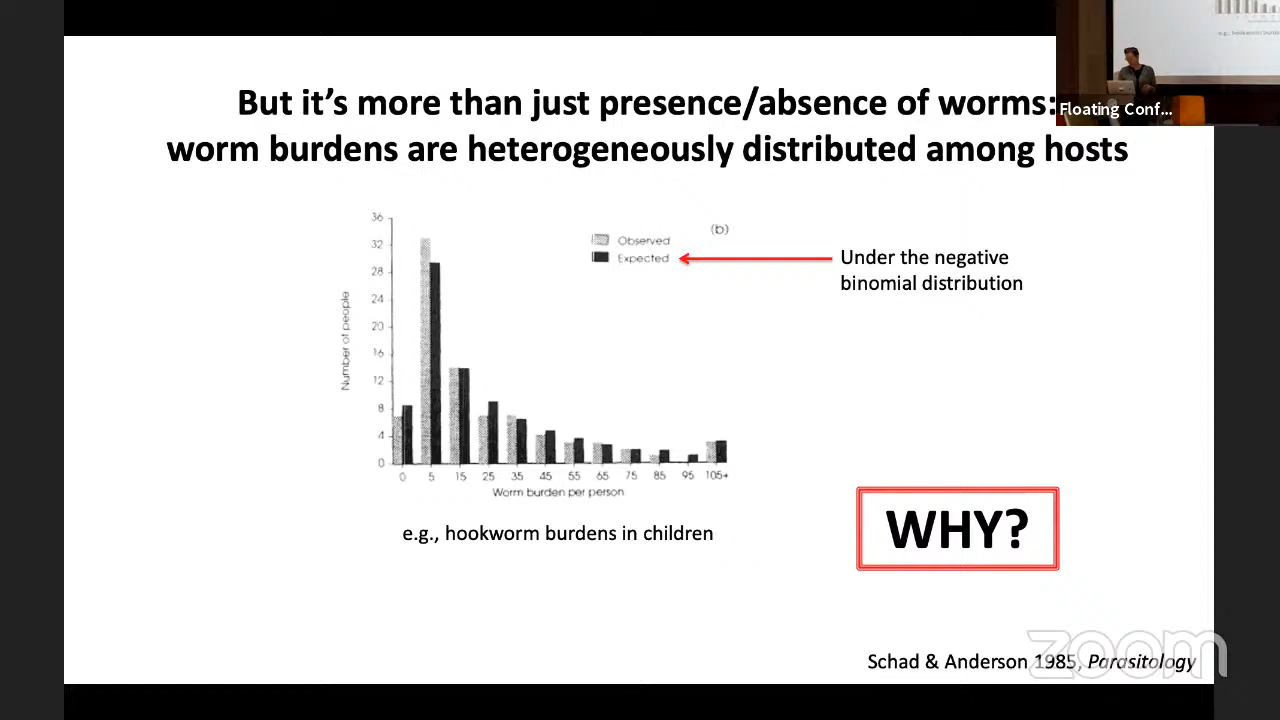 But it's more than just presence/absence of worms:
worm burdens are heterogeneously distributed among hosts
Floating Conf...
36
32
28
24
20
16
12
8
4
0
Number of people
(b)
Observed
Expected
Under the negative
binomial distribution
0 5 15 25 35 45 55 65 75 85 95 105+
Worm burden per person
e.g., hookworm burdens in children
WHY?
zoom
Schad & Anderson 1985, Parasitology